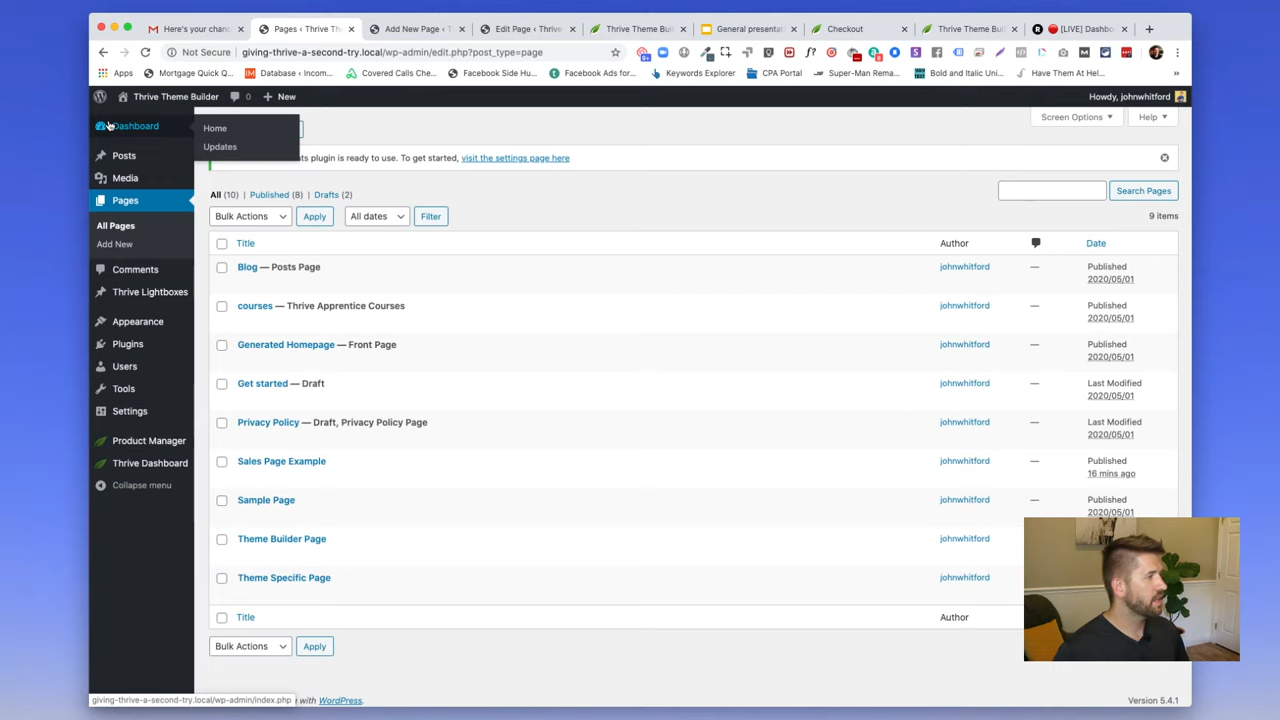 Here's your chanc
Pages ‹ Thrive Th
Add New Page ‹ T
Edit Page ‹ Thrive
Thrive Theme Buil
General presentat
Checkout
Thrive Theme Buil
[LIVE] Dashboa
Not Secure
giving-thrive-a-second-try.local/wp-admin/edit.php?post_type=page
Apps
Mortgage Quick Q...
Database ‹ Incom...
Covered Calls Che...
Facebook Side Hu...
Facebook Ads for...
Keywords Explorer
CPA Portal
Super-Man Rema...
Bold and Italic Uni...
Have Them At Hel...
»
Thrive Theme Builder
0
New
Howdy, johnwhitford
Dashboard
Home
Updates
Posts
Media
Pages
All Pages
Add New
Comments
Thrive Lightboxes
Appearance
Plugins
Users
Tools
Settings
Product Manager
Thrive Dashboard
Collapse menu
Screen Options
Help
ts plugin is ready to use. To get started, visit the settings page here
All (10) | Published (8) | Drafts (2)
Search Pages
Bulk Actions
Apply
All dates
Filter
9 items
Title
Author
Date
Blog — Posts Page
johnwhitford
—
Published
2020/05/01
courses — Thrive Apprentice Courses
johnwhitford
—
Published
2020/05/01
Generated Homepage — Front Page
johnwhitford
—
Published
2020/05/01
Get started — Draft
johnwhitford
—
Last Modified
2020/05/01
Privacy Policy — Draft, Privacy Policy Page
johnwhitford
—
Last Modified
2020/05/01
Sales Page Example
johnwhitford
—
Published
16 mins ago
Sample Page
johnwhitford
—
Published
2020/05/01
Theme Builder Page
johnwhitford
Theme Specific Page
johnwhitford
Title
Author
Bulk Actions
Apply
giving-thrive-a-second-try.local/wp-admin/index.php
with WordPress.
Version 5.4.1